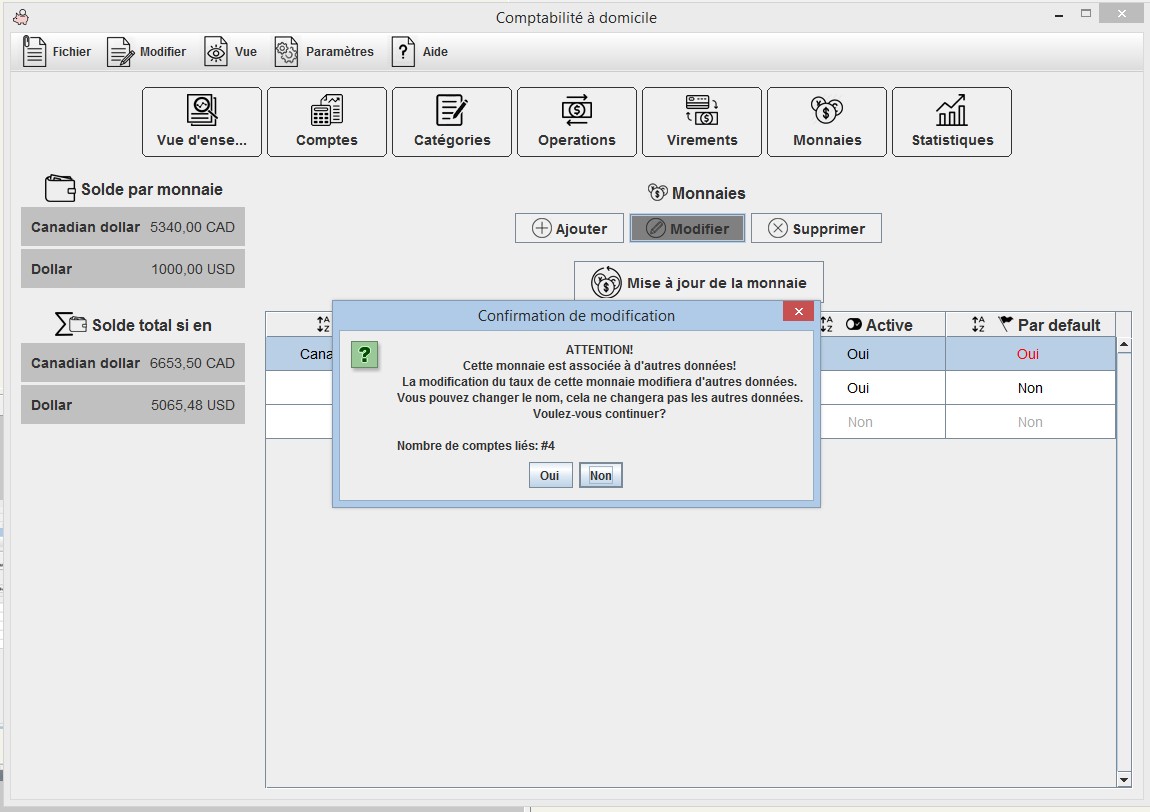 Comptabilité à domicile
Fichier Modifier Vue Paramètres ? Aide
Vue d'ense... Comptes Catégories Operations Virements Monnaies Statistiques
Solde par monnaie
Canadian dollar 5340,00 CAD
Dollar 1000,00 USD
Solde total si en
Canadian dollar 6653,50 CAD
Dollar 5065,48 USD
Monnaies
Ajouter Modifier Supprimer
Mise à jour de la monnaie
Active Par default
Cana Oui Oui
Oui Non
Non Non
Confirmation de modification
ATTENTION!
Cette monnaie est associée à d'autres données!
La modification du taux de cette monnaie modifiera d'autres données.
Vous pouvez changer le nom, cela ne changera pas les autres données.
Voulez-vous continuer?
Nombre de comptes liés: #4
Oui Non